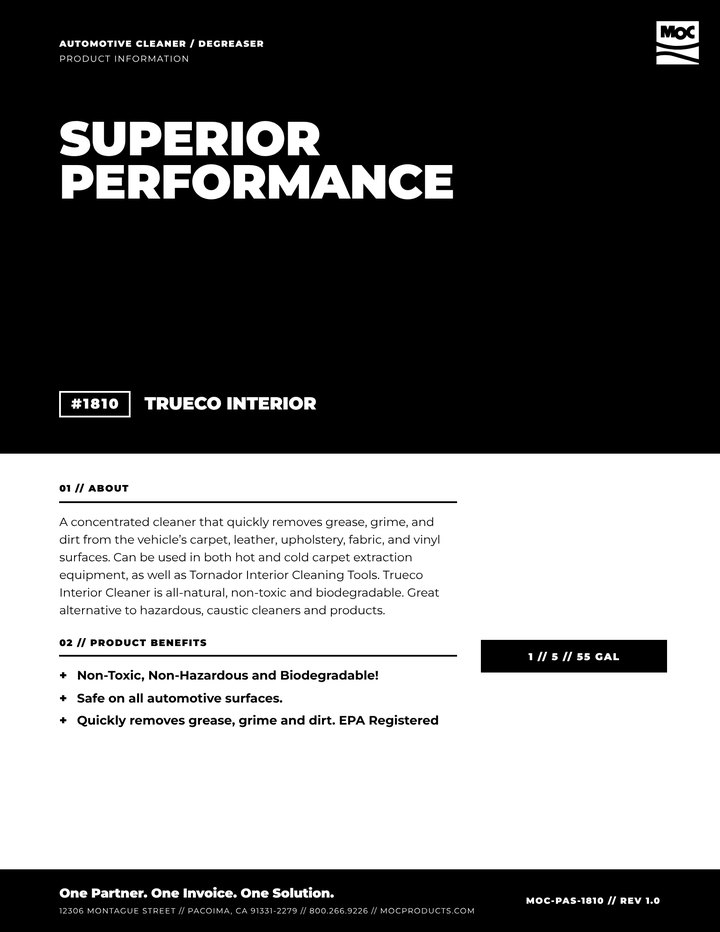 AUTOMOTIVE CLEANER / DEGREASER
PRODUCT INFORMATION
MOC
SUPERIOR
PERFORMANCE
#1810 TRUECO INTERIOR
01 // ABOUT
A concentrated cleaner that quickly removes grease, grime, and
dirt from the vehicle's carpet, leather, upholstery, fabric, and vinyl
surfaces. Can be used in both hot and cold carpet extraction
equipment, as well as Tornador Interior Cleaning Tools. Trueco
Interior Cleaner is all-natural, non-toxic and biodegradable. Great
alternative to hazardous, caustic cleaners and products.
02 // PRODUCT BENEFITS
+ Non-Toxic, Non-Hazardous and Biodegradable!
+ Safe on all automotive surfaces.
+ Quickly removes grease, grime and dirt. EPA Registered
1 // 5 // 55 GAL
One Partner. One Invoice. One Solution.
12306 MONTAGUE STREET // PACOIMA, CA 91331-2279 // 800.266.9226 // MOCPRODUCTS.COM
MOC-PAS-1810 // REV 1.0